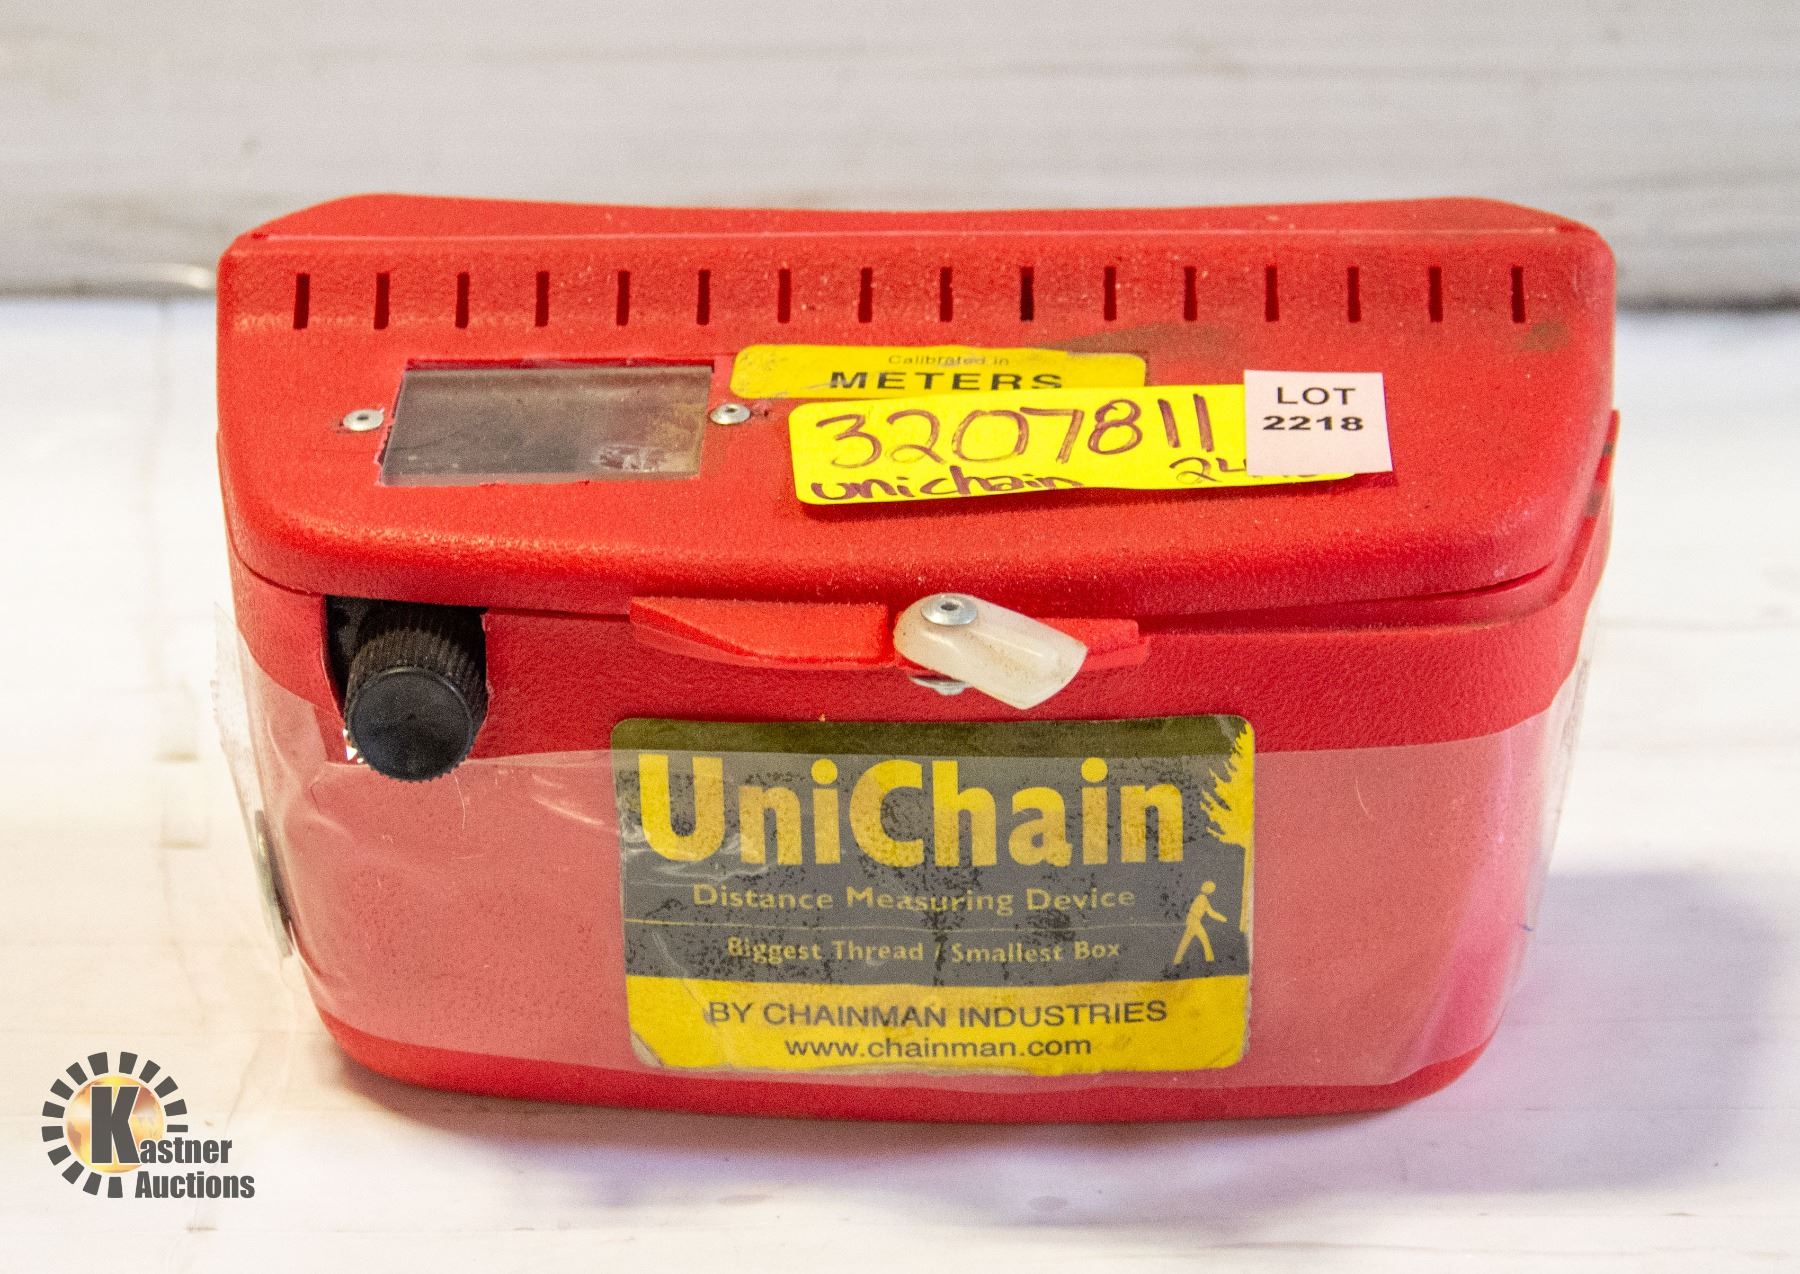 Calibrated in
METERS
3207811
unichain
LOT
2218
UniChain
Distance Measuring Device
Biggest Thread / Smallest Box
BY CHAINMAN INDUSTRIES
www.chainman.com
Kastner
Auctions